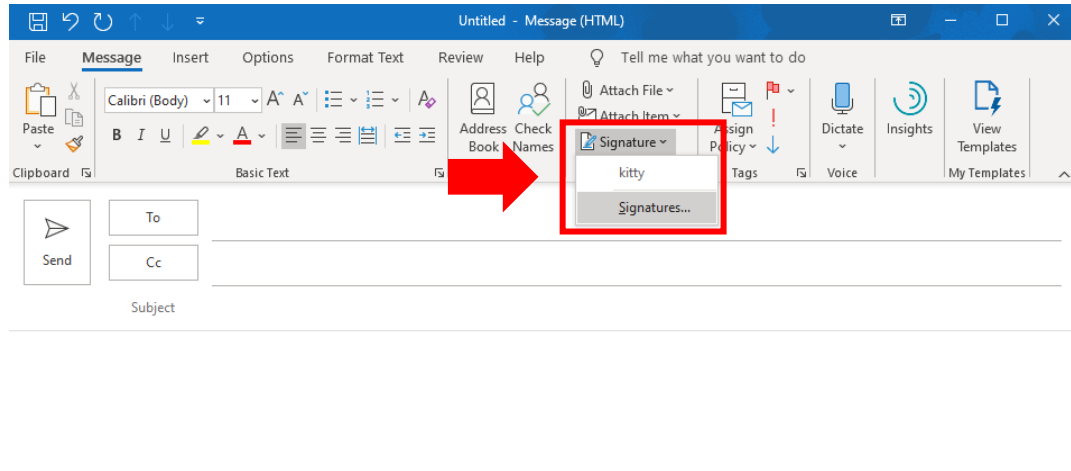 Untitled - Message (HTML)
File Message Insert Options Format Text Review Help Tell me what you want to do
Paste
Clipboard
Calibri (Body) 11 A A A
B I U A
Basic Text
Address Book
Check Names
Attach File
Attach Item
Signature
kitty
Signatures...
Assign Policy
Tags
Dictate
Voice
Insights
View Templates
My Templates
Send
To
Cc
Subject